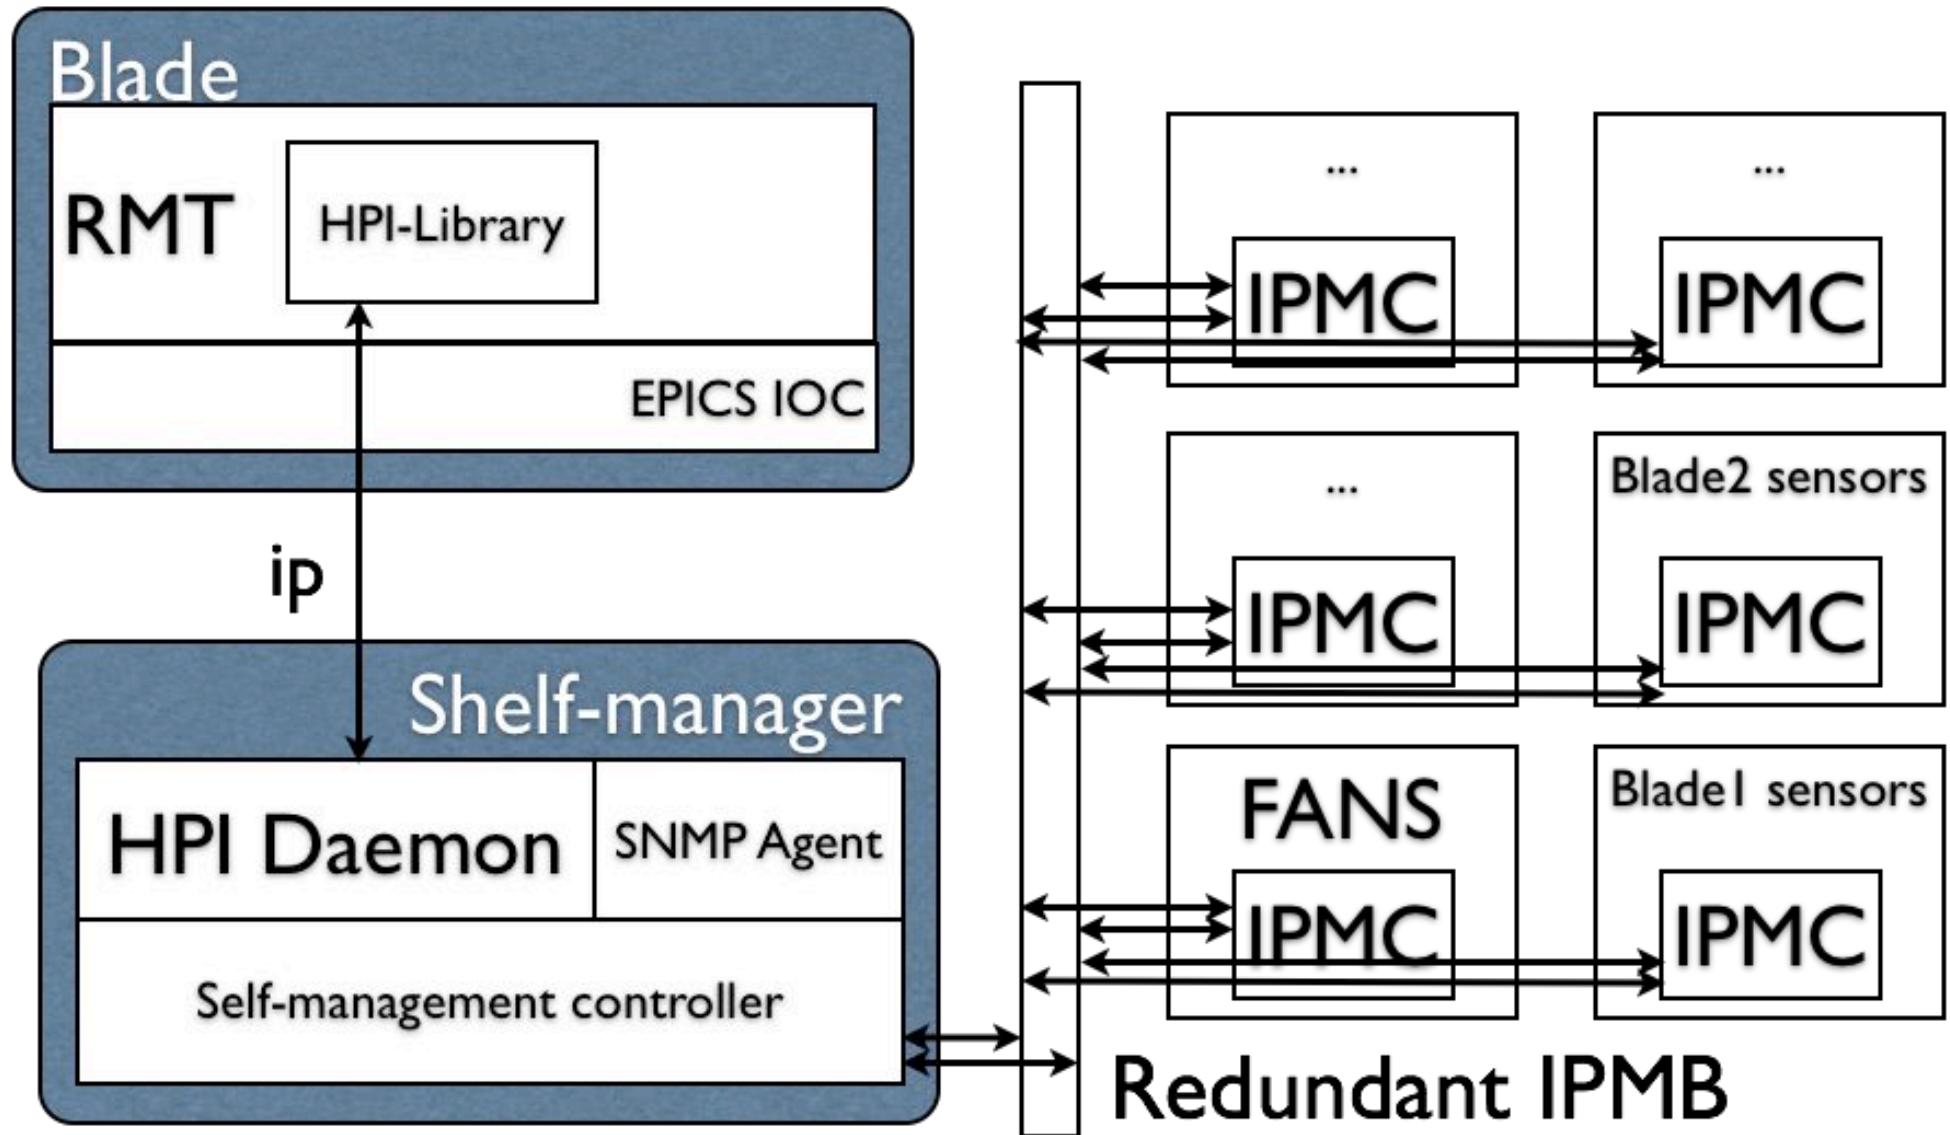 Blade
RMT
HPI-Library
EPICS IOC
ip
Shelf-manager
HPI Daemon
SNMP Agent
Self-management controller
...
IPMC
...
IPMC
...
IPMC
Blade2 sensors
IPMC
FANS
IPMC
Blade1 sensors
IPMC
Redundant IPMB